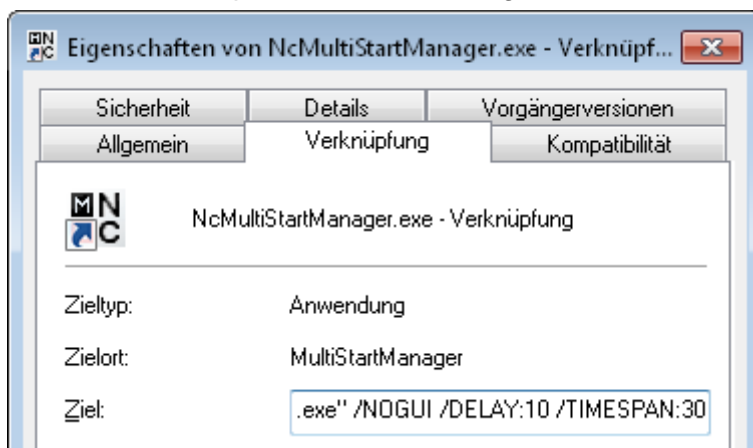 Eigenschaften von NcMultiStartManager.exe - Verknüpf...
Sicherheit Details Vorgängerversionen
Allgemein Verknüpfung Kompatibilität
NcMultiStartManager.exe - Verknüpfung
Zieltyp: Anwendung
Zielort: MultiStartManager
Ziel: .exe" /NOGUI /DELAY:10 /TIMESPAN:30